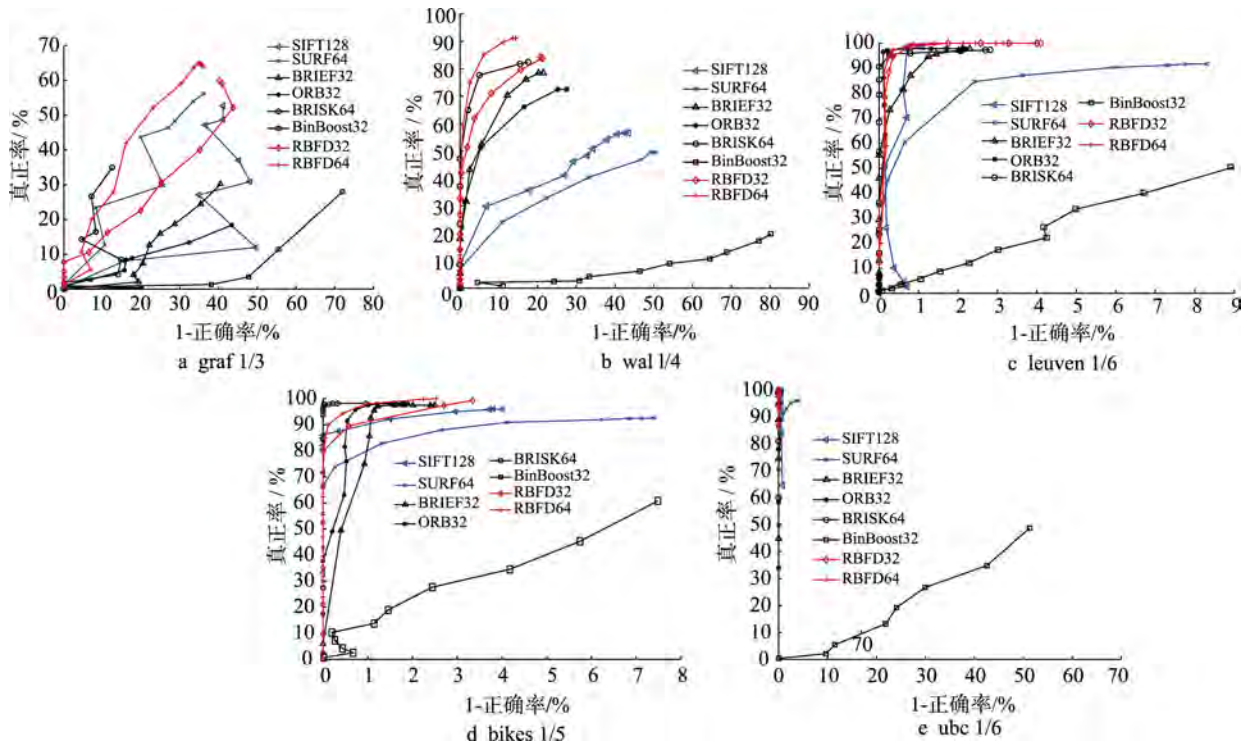 真正率/%
70
60
50
40
30
20
10
0
0 10 20 30 40 50 60 70 80
SIFT128
SURF64
BRIEF32
ORB32
BRISK64
BinBoost32
RBFD32
RBFD64
1-正确率/%
a graf 1/3
真正率/%
100
90
80
70
60
50
40
30
20
10
0
0 10 20 30 40 50 60 70 80 90
SIFT128
SURF64
BRIEF32
ORB32
BRISK64
BinBoost32
RBFD32
RBFD64
1-正确率/%
b wal 1/4
真正率/%
100
90
80
70
60
50
40
30
20
10
0
0 1 2 3 4 5 6 7 8 9
SIFT128
SURF64
BRIEF32
ORB32
BRISK64
BinBoost32
RBFD32
RBFD64
1-正确率/%
c leuven 1/6
真正率/%
100
90
80
70
60
50
40
30
20
10
0
0 1 2 3 4 5 6 7 8
SIFT128
SURF64
BRIEF32
ORB32
BRISK64
BinBoost32
RBFD32
RBFD64
1-正确率/%
d bikes 1/5
真正率/%
100
90
80
70
60
50
40
30
20
10
0
0 10 20 30 40 50 60 70
SIFT128
SURF64
BRIEF32
ORB32
BRISK64
BinBoost32
RBFD32
RBFD64
70
1-正确率/%
e ubc 1/6